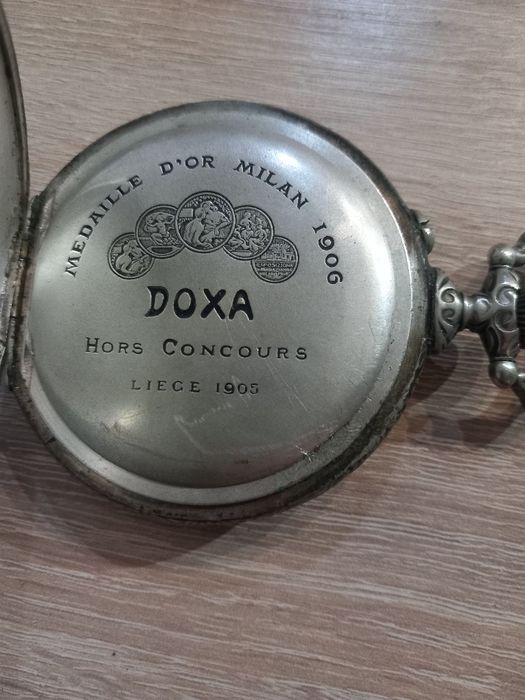 MEDAILLE D'OR MILAN 1906
DOXA
HORS CONCOURS
LIEGE 1905